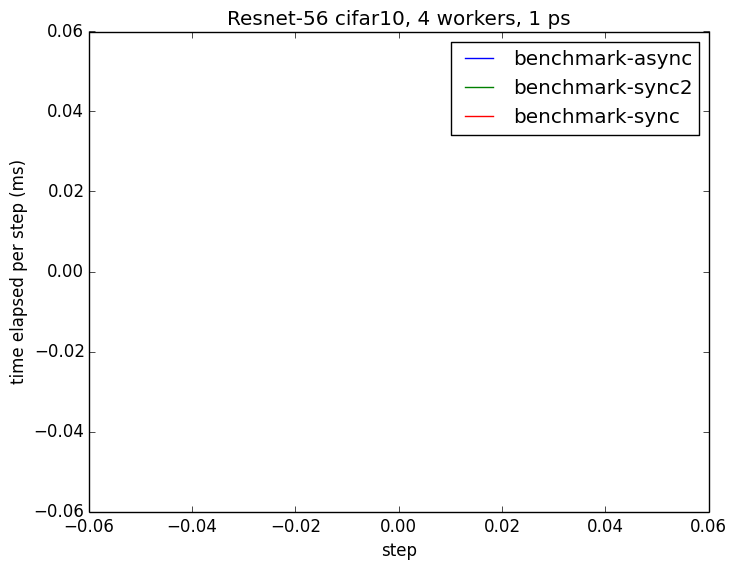 Resnet-56 cifar10, 4 workers, 1 ps
benchmark-async
benchmark-sync2
benchmark-sync
time elapsed per step (ms)
0.06
0.04
0.02
0.00
−0.02
−0.04
−0.06
−0.06
−0.04
−0.02
0.00
0.02
0.04
0.06
step